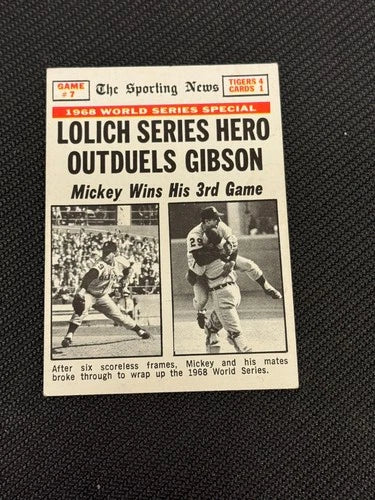 GAME The Sporting News TIGERS 4
# 7 CARDS 1
1968 WORLD SERIES SPECIAL
LOLICH SERIES HERO
OUTDUELS GIBSON
Mickey Wins His 3rd Game
29
After six scoreless frames, Mickey and his mates
broke through to wrap up the 1968 World Series.